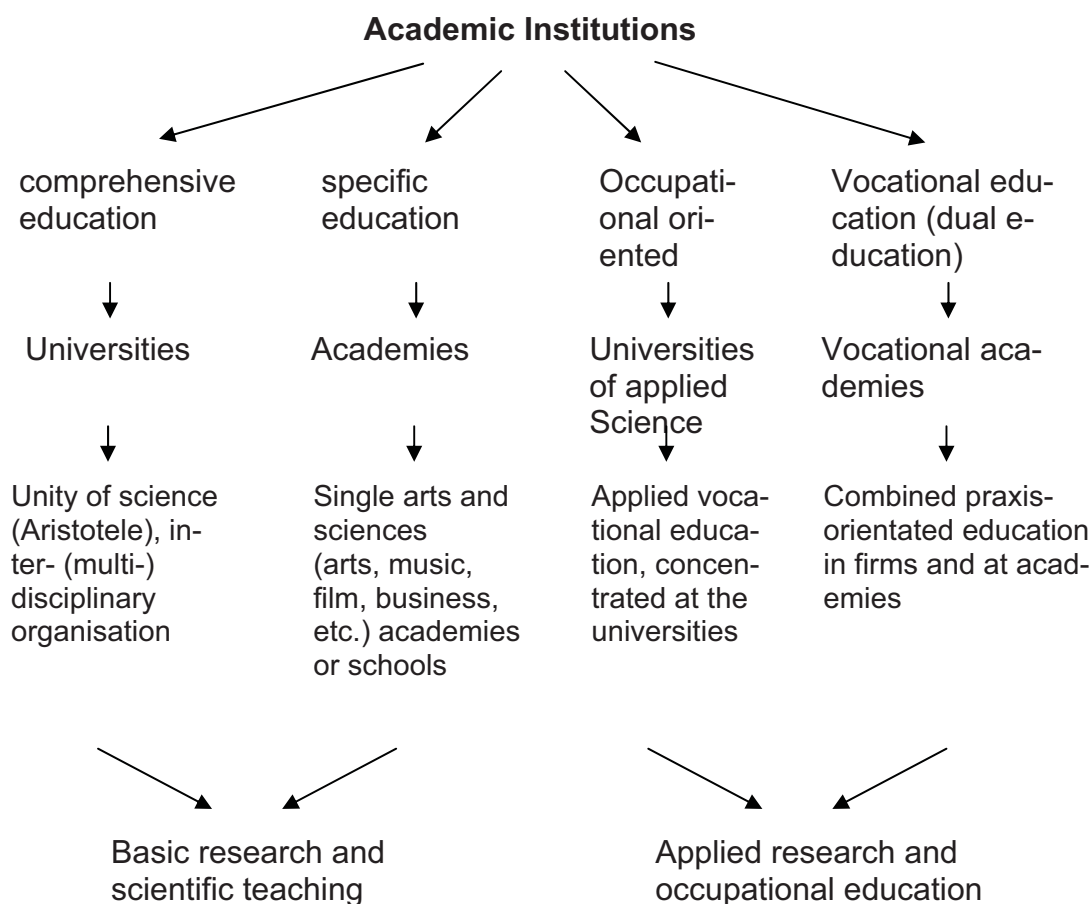 Academic Institutions
comprehensive
education
specific
education
Occupati-
onal ori-
ented
Vocational edu-
cation (dual e-
ducation)
Universities
Academies
Universities
of applied
Science
Vocational aca-
demies
Unity of science
(Aristotele), in-
ter- (multi-)
disciplinary
organisation
Single arts and
sciences
(arts, music,
film, business,
etc.) academies
or schools
Applied voca-
tional educa-
tion, concen-
trated at the
universities
Combined praxis-
orientated education
in firms and at acad-
emies
Basic research and
scientific teaching
Applied research and
occupational education